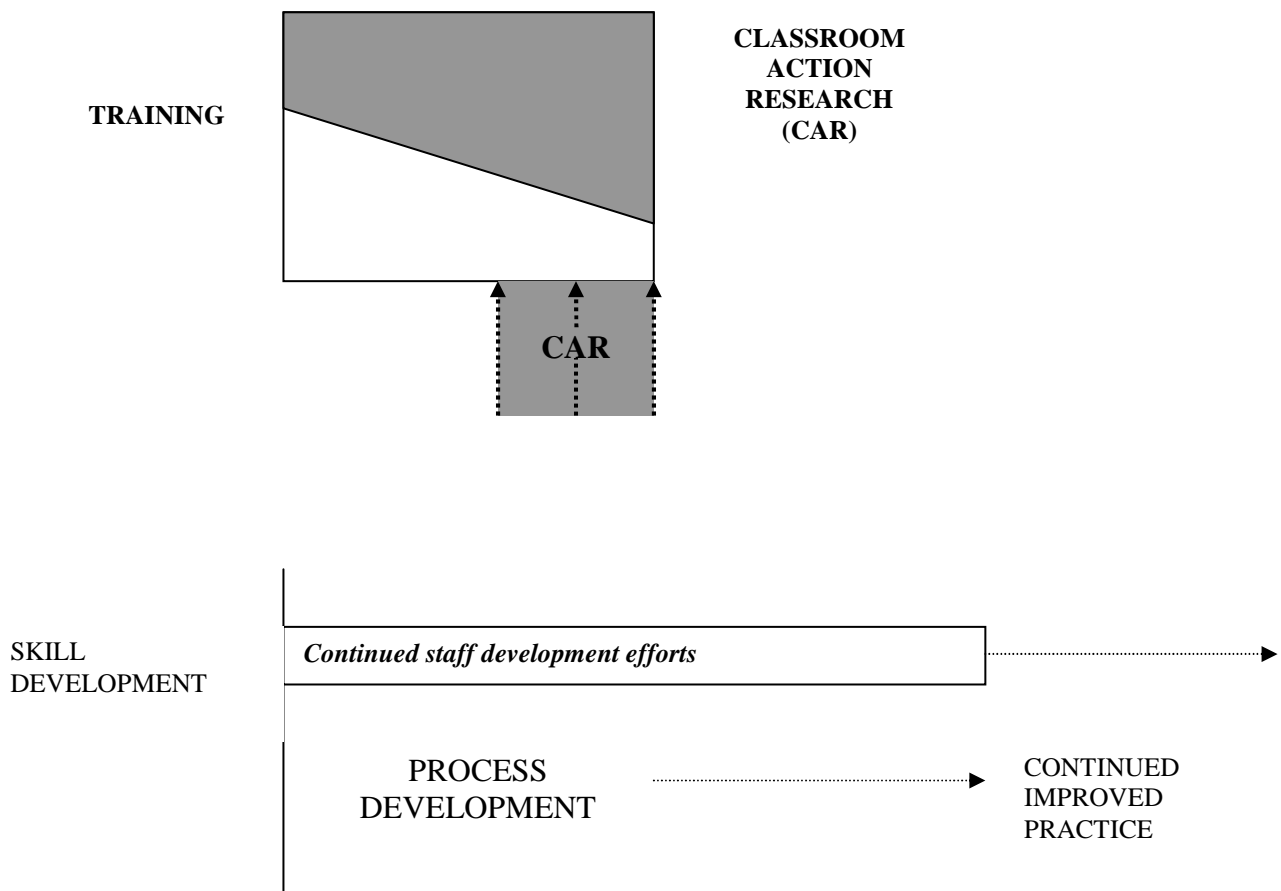 CLASSROOM
ACTION
RESEARCH
(CAR)
TRAINING
CAR
SKILL
DEVELOPMENT
Continued staff development efforts
PROCESS
DEVELOPMENT
CONTINUED
IMPROVED
PRACTICE